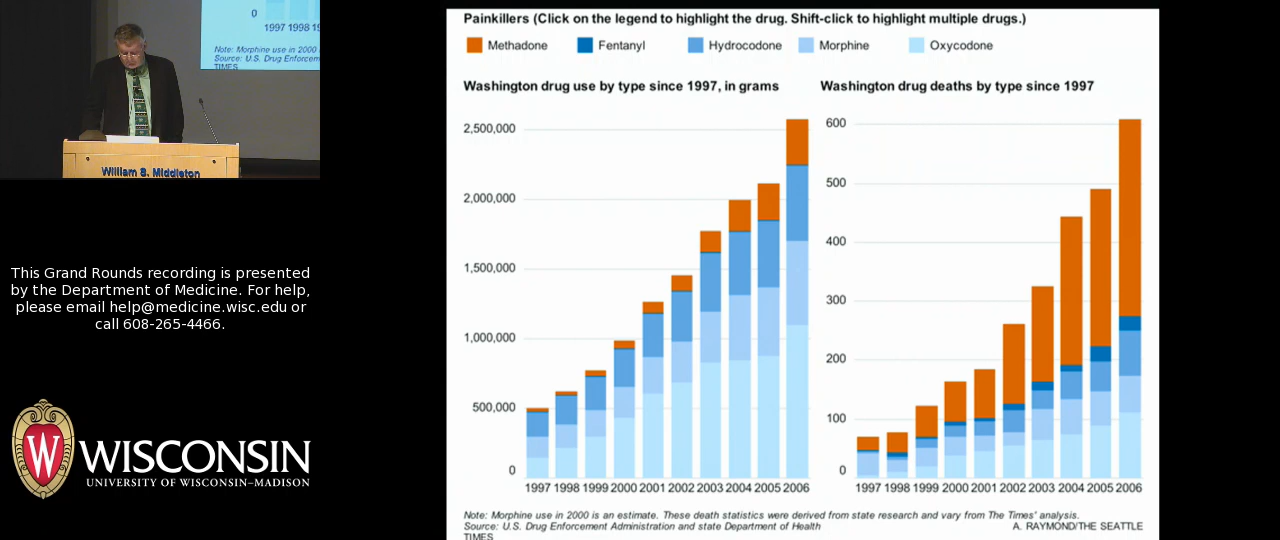 0
1997 1998 19
Note: Morphine use in 2000
Source: U.S. Drug Enforcem
TIMES
William S. Middleton
This Grand Rounds recording is presented
by the Department of Medicine. For help,
please email help@medicine.wisc.edu or
call 608-265-4466.
W
WISCONSIN
UNIVERSITY OF WISCONSIN–MADISON
Painkillers (Click on the legend to highlight the drug. Shift-click to highlight multiple drugs.)
Methadone Fentanyl Hydrocodone Morphine Oxycodone
Washington drug use by type since 1997, in grams
2,500,000
2,000,000
1,500,000
1,000,000
500,000
0
1997 1998 1999 2000 2001 2002 2003 2004 2005 2006
Washington drug deaths by type since 1997
600
500
400
300
200
100
0
1997 1998 1999 2000 2001 2002 2003 2004 2005 2006
Note: Morphine use in 2000 is an estimate. These death statistics were derived from state research and vary from The Times' analysis.
Source: U.S. Drug Enforcement Administration and state Department of Health A. RAYMOND/THE SEATTLE
TIMES